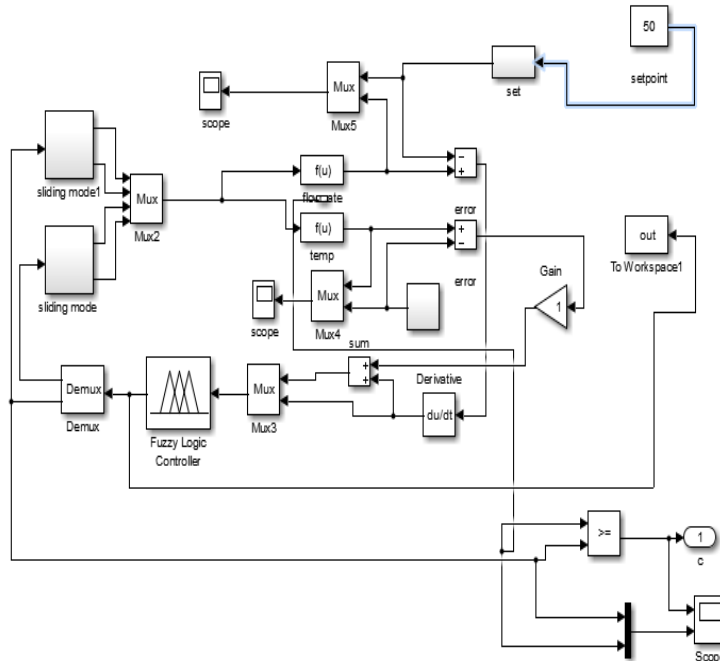 50
setpoint
set
Mux
Mux5
scope
sliding mode1
Mux
Mux2
f(u)
flowrate
-
+
error
f(u)
temp
+
-
error
out
To Workspace1
sliding mode
scope
Mux
Mux4
Gain
1
sum
+
+
Derivative
du/dt
Demux
Demux
Fuzzy Logic
Controller
Mux
Mux3
>=
1
c
Scop